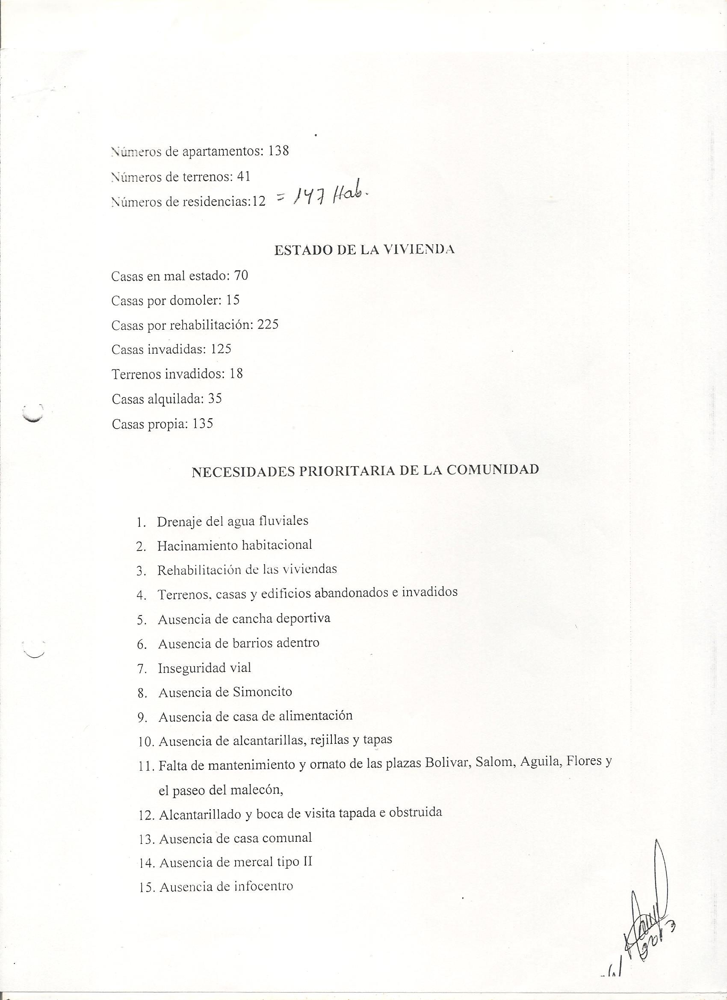 Números de apartamentos: 138
Números de terrenos: 41
Números de residencias:12 = 147 Hab.
ESTADO DE LA VIVIENDA
Casas en mal estado: 70
Casas por domoler: 15
Casas por rehabilitación: 225
Casas invadidas: 125
Terrenos invadidos: 18
Casas alquilada: 35
Casas propia: 135
NECESIDADES PRIORITARIA DE LA COMUNIDAD
1. Drenaje del agua fluviales
2. Hacinamiento habitacional
3. Rehabilitación de las viviendas
4. Terrenos, casas y edificios abandonados e invadidos
5. Ausencia de cancha deportiva
6. Ausencia de barrios adentro
7. Inseguridad vial
8. Ausencia de Simoncito
9. Ausencia de casa de alimentación
10. Ausencia de alcantarillas, rejillas y tapas
11. Falta de mantenimiento y ornato de las plazas Bolivar, Salom, Aguila, Flores y
el paseo del malecón,
12. Alcantarillado y boca de visita tapada e obstruida
13. Ausencia de casa comunal
14. Ausencia de mercal tipo II
15. Ausencia de infocentro